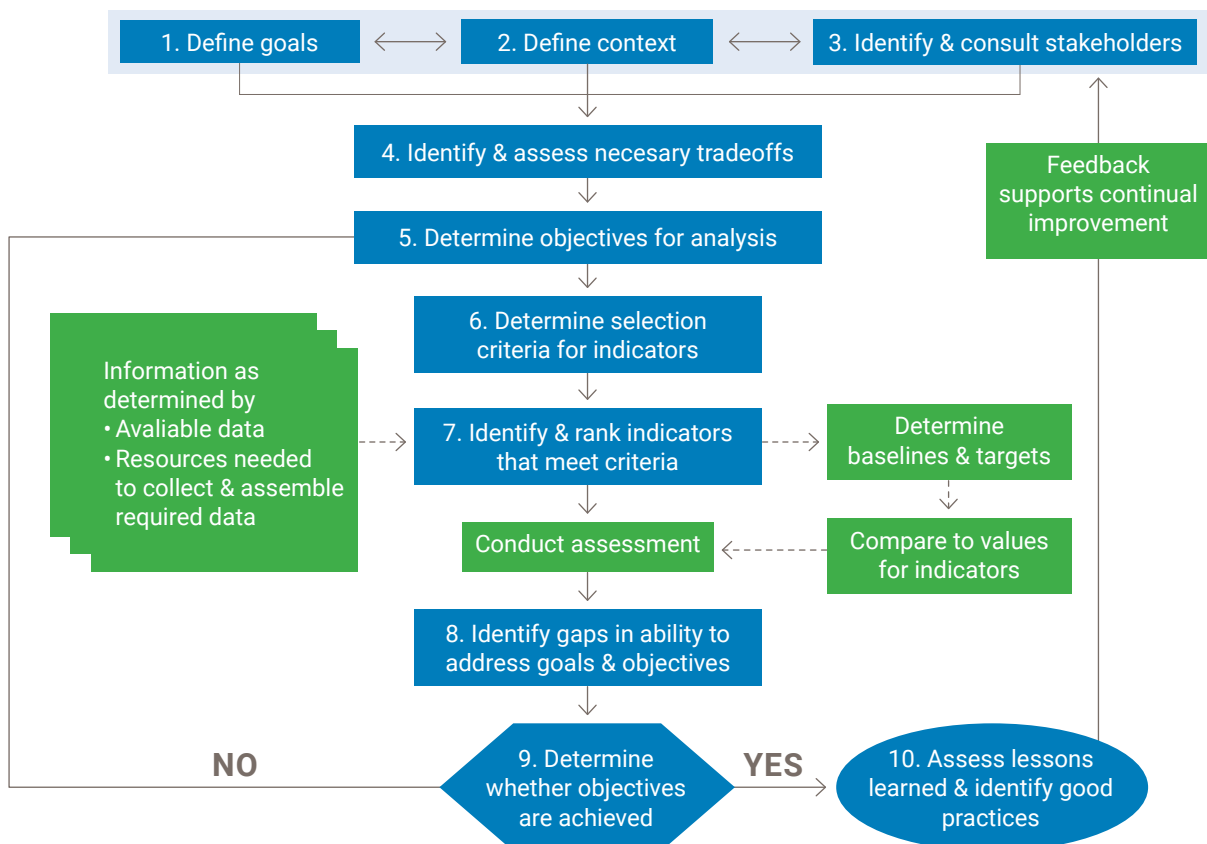 1. Define goals
2. Define context
3. Identify & consult stakeholders
4. Identify & assess necesary tradeoffs
Feedback
supports continual
improvement
5. Determine objectives for analysis
6. Determine selection
criteria for indicators
Information as
determined by
• Avaliable data
• Resources needed
to collect & assemble
required data
7. Identify & rank indicators
that meet criteria
Determine
baselines & targets
Conduct assessment
Compare to values
for indicators
8. Identify gaps in ability to
address goals & objectives
NO
9. Determine
whether objectives
are achieved
YES
10. Assess lessons
learned & identify good
practices